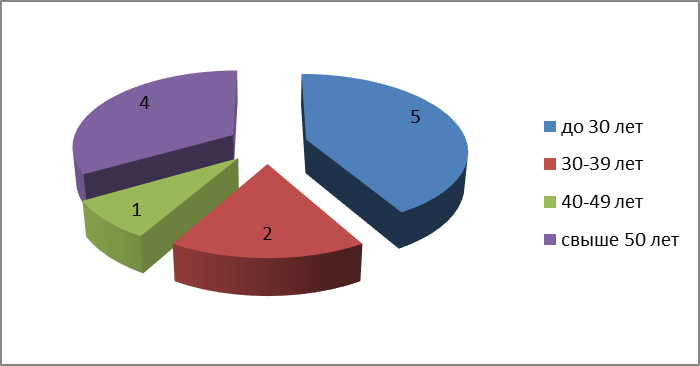 4
5
1
2
до 30 лет
30-39 лет
40-49 лет
свыше 50 лет